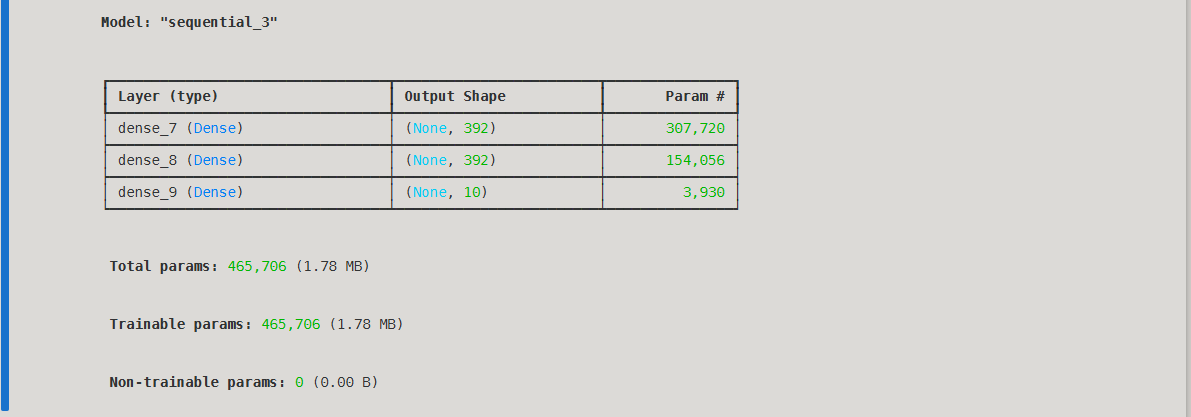 Model: "sequential_3"
Layer (type) Output Shape Param #
dense_7 (Dense) (None, 392) 307,720
dense_8 (Dense) (None, 392) 154,056
dense_9 (Dense) (None, 10) 3,930
Total params: 465,706 (1.78 MB)
Trainable params: 465,706 (1.78 MB)
Non-trainable params: 0 (0.00 B)